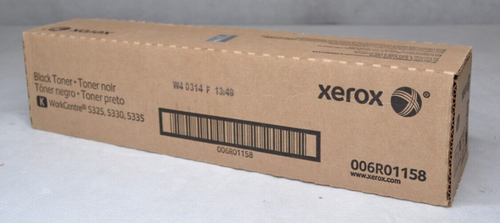 Black Toner • Toner noir
Tóner negro • Toner preto
K WorkCentre® 5325, 5330, 5335
W4 0314 F 13:49
006R01158
xerox
006R01158
www.xerox.com